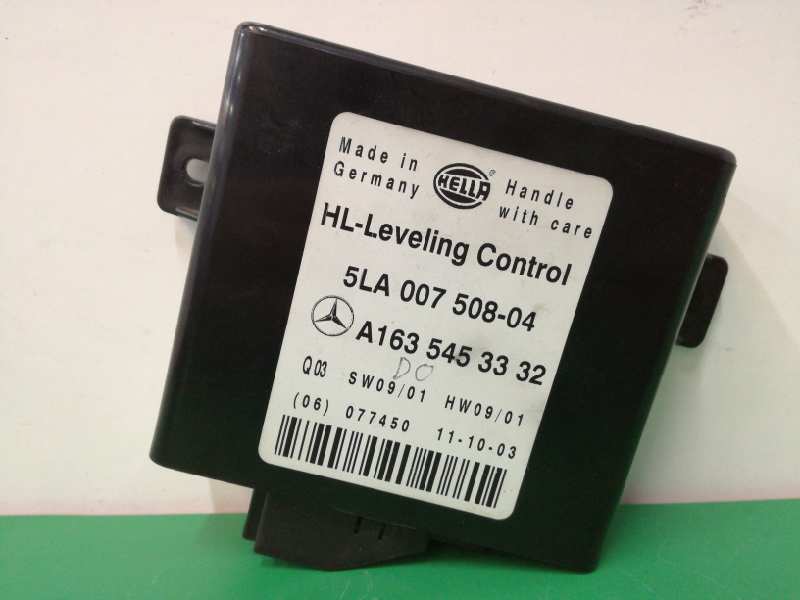 Made in Germany
HELLA ®
Handle with care
HL-Leveling Control
5LA 007 508-04
A163 545 33 32
DO
Q03 SW09/01 HW09/01
(06) 077450 11-10-03